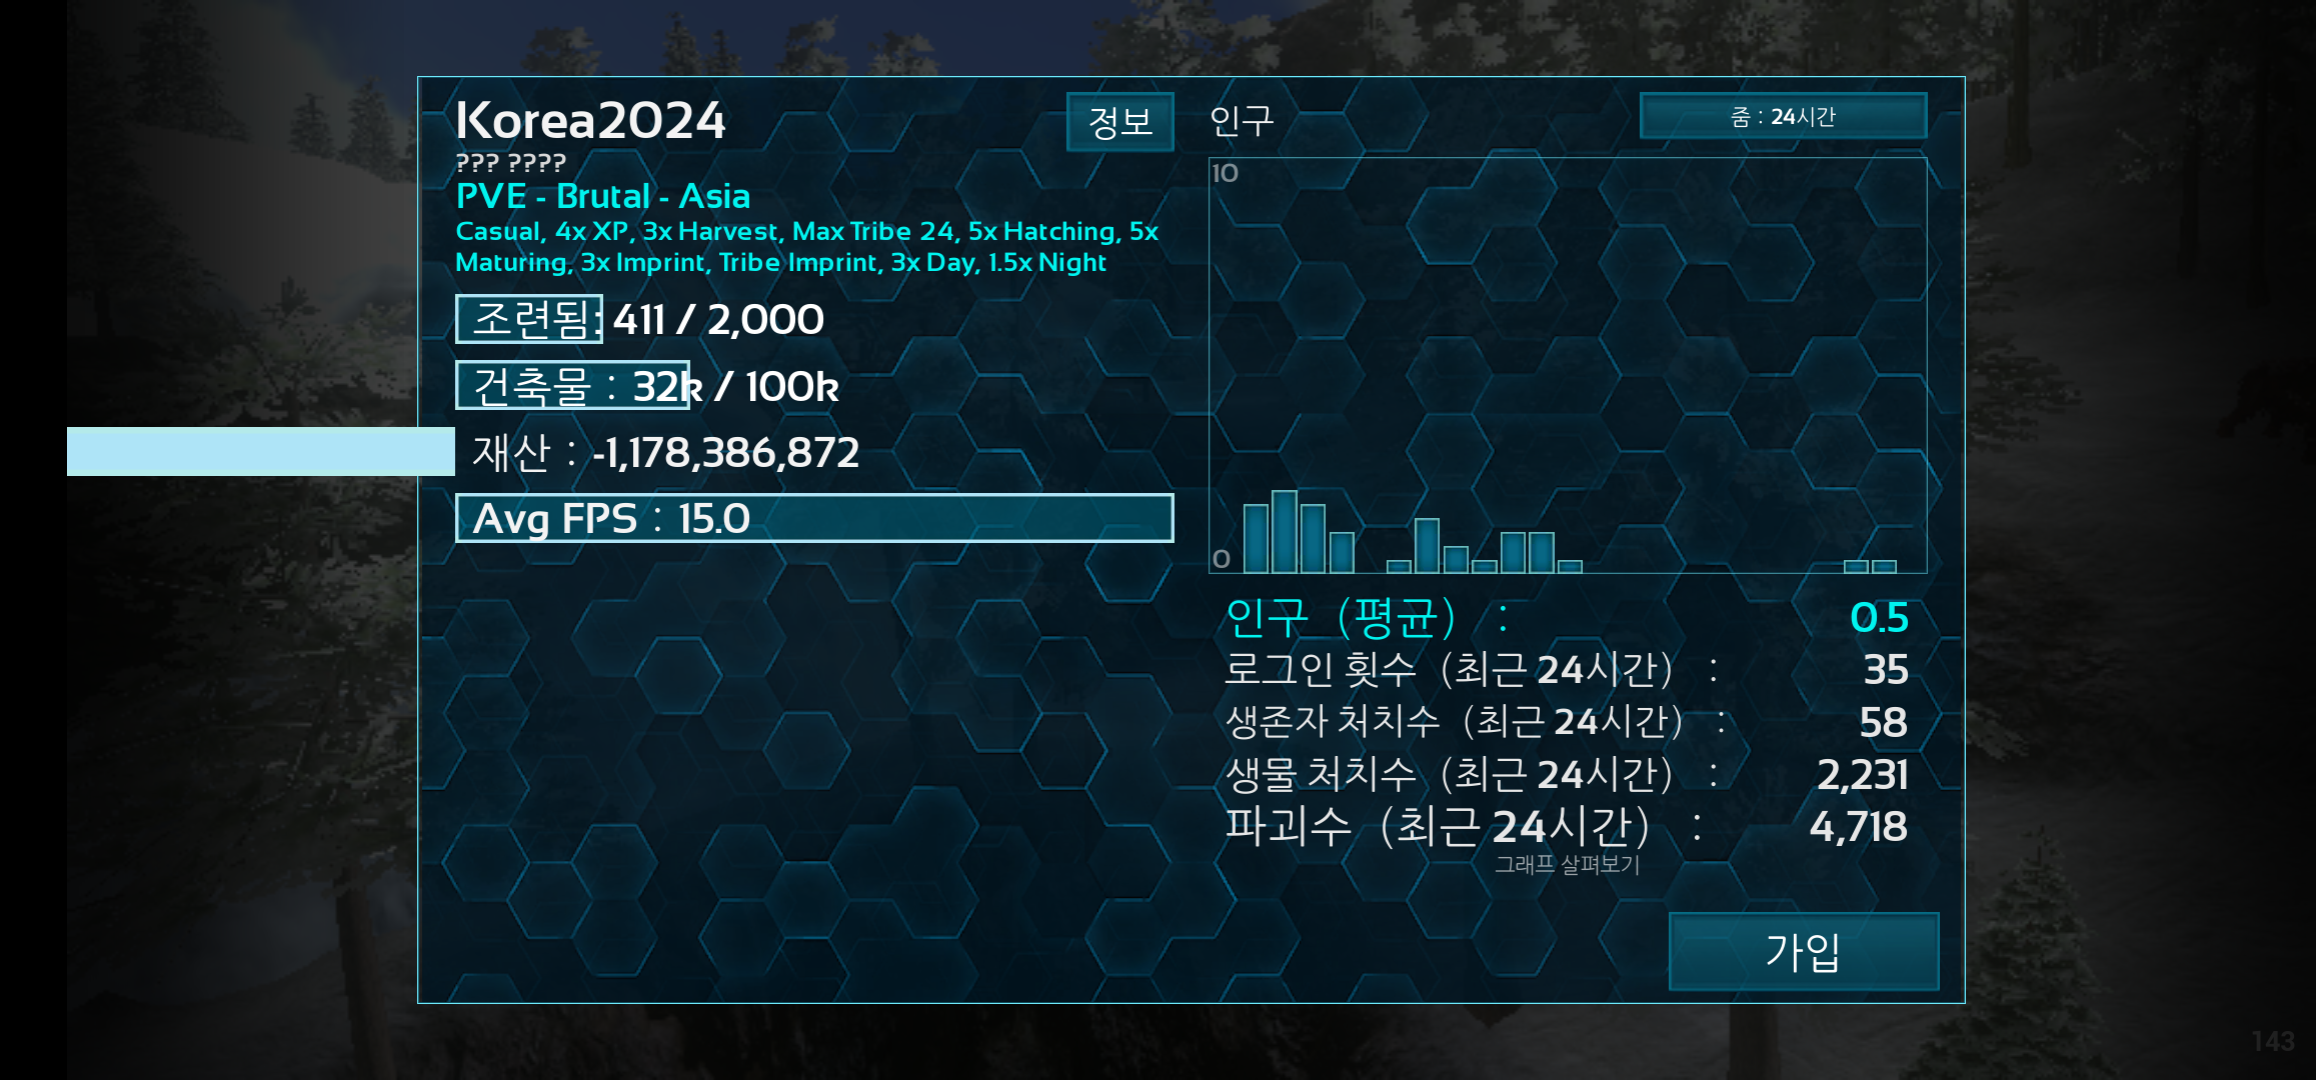 Korea2024
??? ????
PVE - Brutal - Asia
Casual, 4x XP, 3x Harvest, Max Tribe 24, 5x Hatching, 5x
Maturing, 3x Imprint, Tribe Imprint, 3x Day, 1.5x Night
조련됨: 411 / 2,000
건축물 : 32k / 100k
재산 : -1,178,386,872
Avg FPS : 15.0
정보
인구
줌 : 24시간
10
0
인구 (평균) : 0.5
로그인 횟수 (최근 24시간) : 35
생존자 처치수 (최근 24시간) : 58
생물 처치수 (최근 24시간) : 2,231
파괴수 (최근 24시간) : 4,718
그래프 살펴보기
가입
143